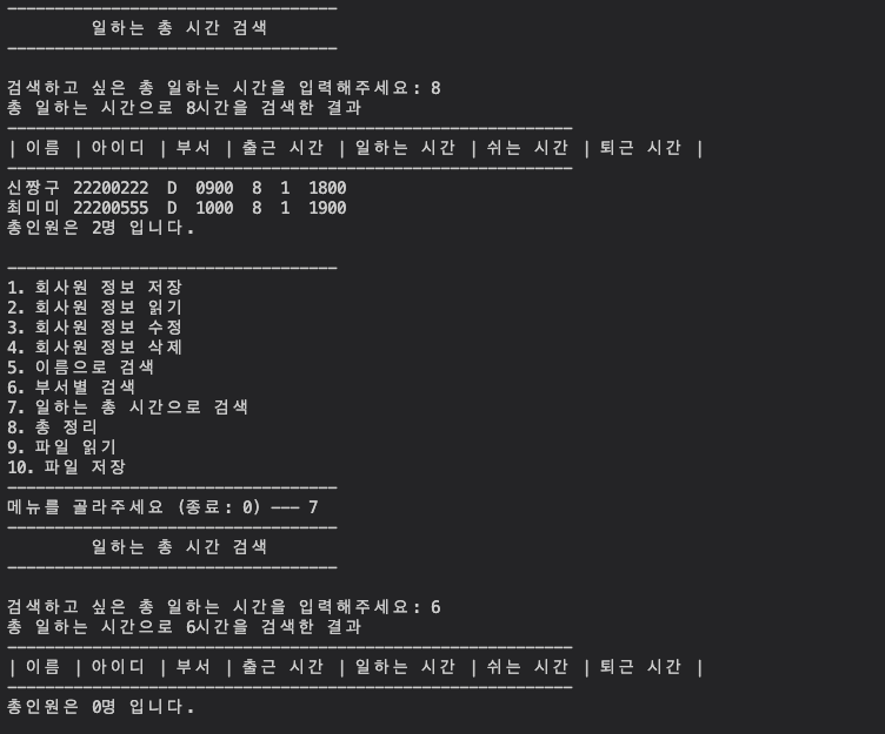 -----------------------------------
일하는 총 시간 검색
-----------------------------------
검색하고 싶은 총 일하는 시간을 입력해주세요: 8
총 일하는 시간으로 8시간을 검색한 결과
------------------------------------------------------------
| 이름 | 아이디 | 부서 | 출근 시간 | 일하는 시간 | 쉬는 시간 | 퇴근 시간 |
------------------------------------------------------------
신짱구 22200222 D 0900 8 1 1800
최미미 22200555 D 1000 8 1 1900
총인원은 2명 입니다.
-----------------------------------
1. 회사원 정보 저장
2. 회사원 정보 읽기
3. 회사원 정보 수정
4. 회사원 정보 삭제
5. 이름으로 검색
6. 부서별 검색
7. 일하는 총 시간으로 검색
8. 총 정리
9. 파일 읽기
10. 파일 저장
-----------------------------------
메뉴를 골라주세요 (종료: 0) --- 7
-----------------------------------
일하는 총 시간 검색
-----------------------------------
검색하고 싶은 총 일하는 시간을 입력해주세요: 6
총 일하는 시간으로 6시간을 검색한 결과
------------------------------------------------------------
| 이름 | 아이디 | 부서 | 출근 시간 | 일하는 시간 | 쉬는 시간 | 퇴근 시간 |
------------------------------------------------------------
총인원은 0명 입니다.